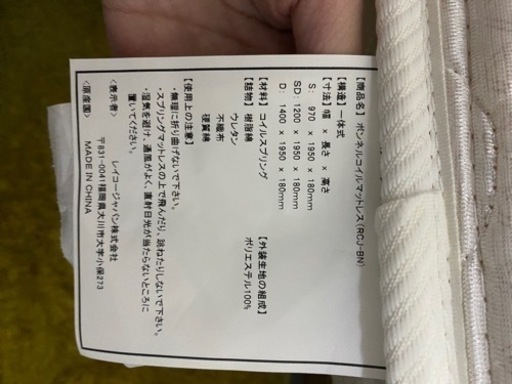 【商品名】 ボンネルコイルマットレス(RCJ-BN)
【構造】 一体式
【寸法】 幅 × 長さ × 高さ
S: 970 × 1950 × 180mm
SD: 1200 × 1950 × 180mm
D: 1400 × 1950 × 180mm
【材料】 コイルスプリング
【外装生地の組成】
【詰物】 樹脂綿
ポリエステル100%
ウレタン
不織布
硬質綿
【使用上の注意】
・無理に折り曲げないで下さい。
・スプリングマットレスの上で飛んだり、跳ねたりしないで下さい。
・湿気を避け、通風がよく、直射日光が当たらないところに
置いてください。
〈表示者〉 レイコージャパン株式会社
〒831-0041福岡県大川市大字小保273
〈原産国〉 MADE IN CHINA